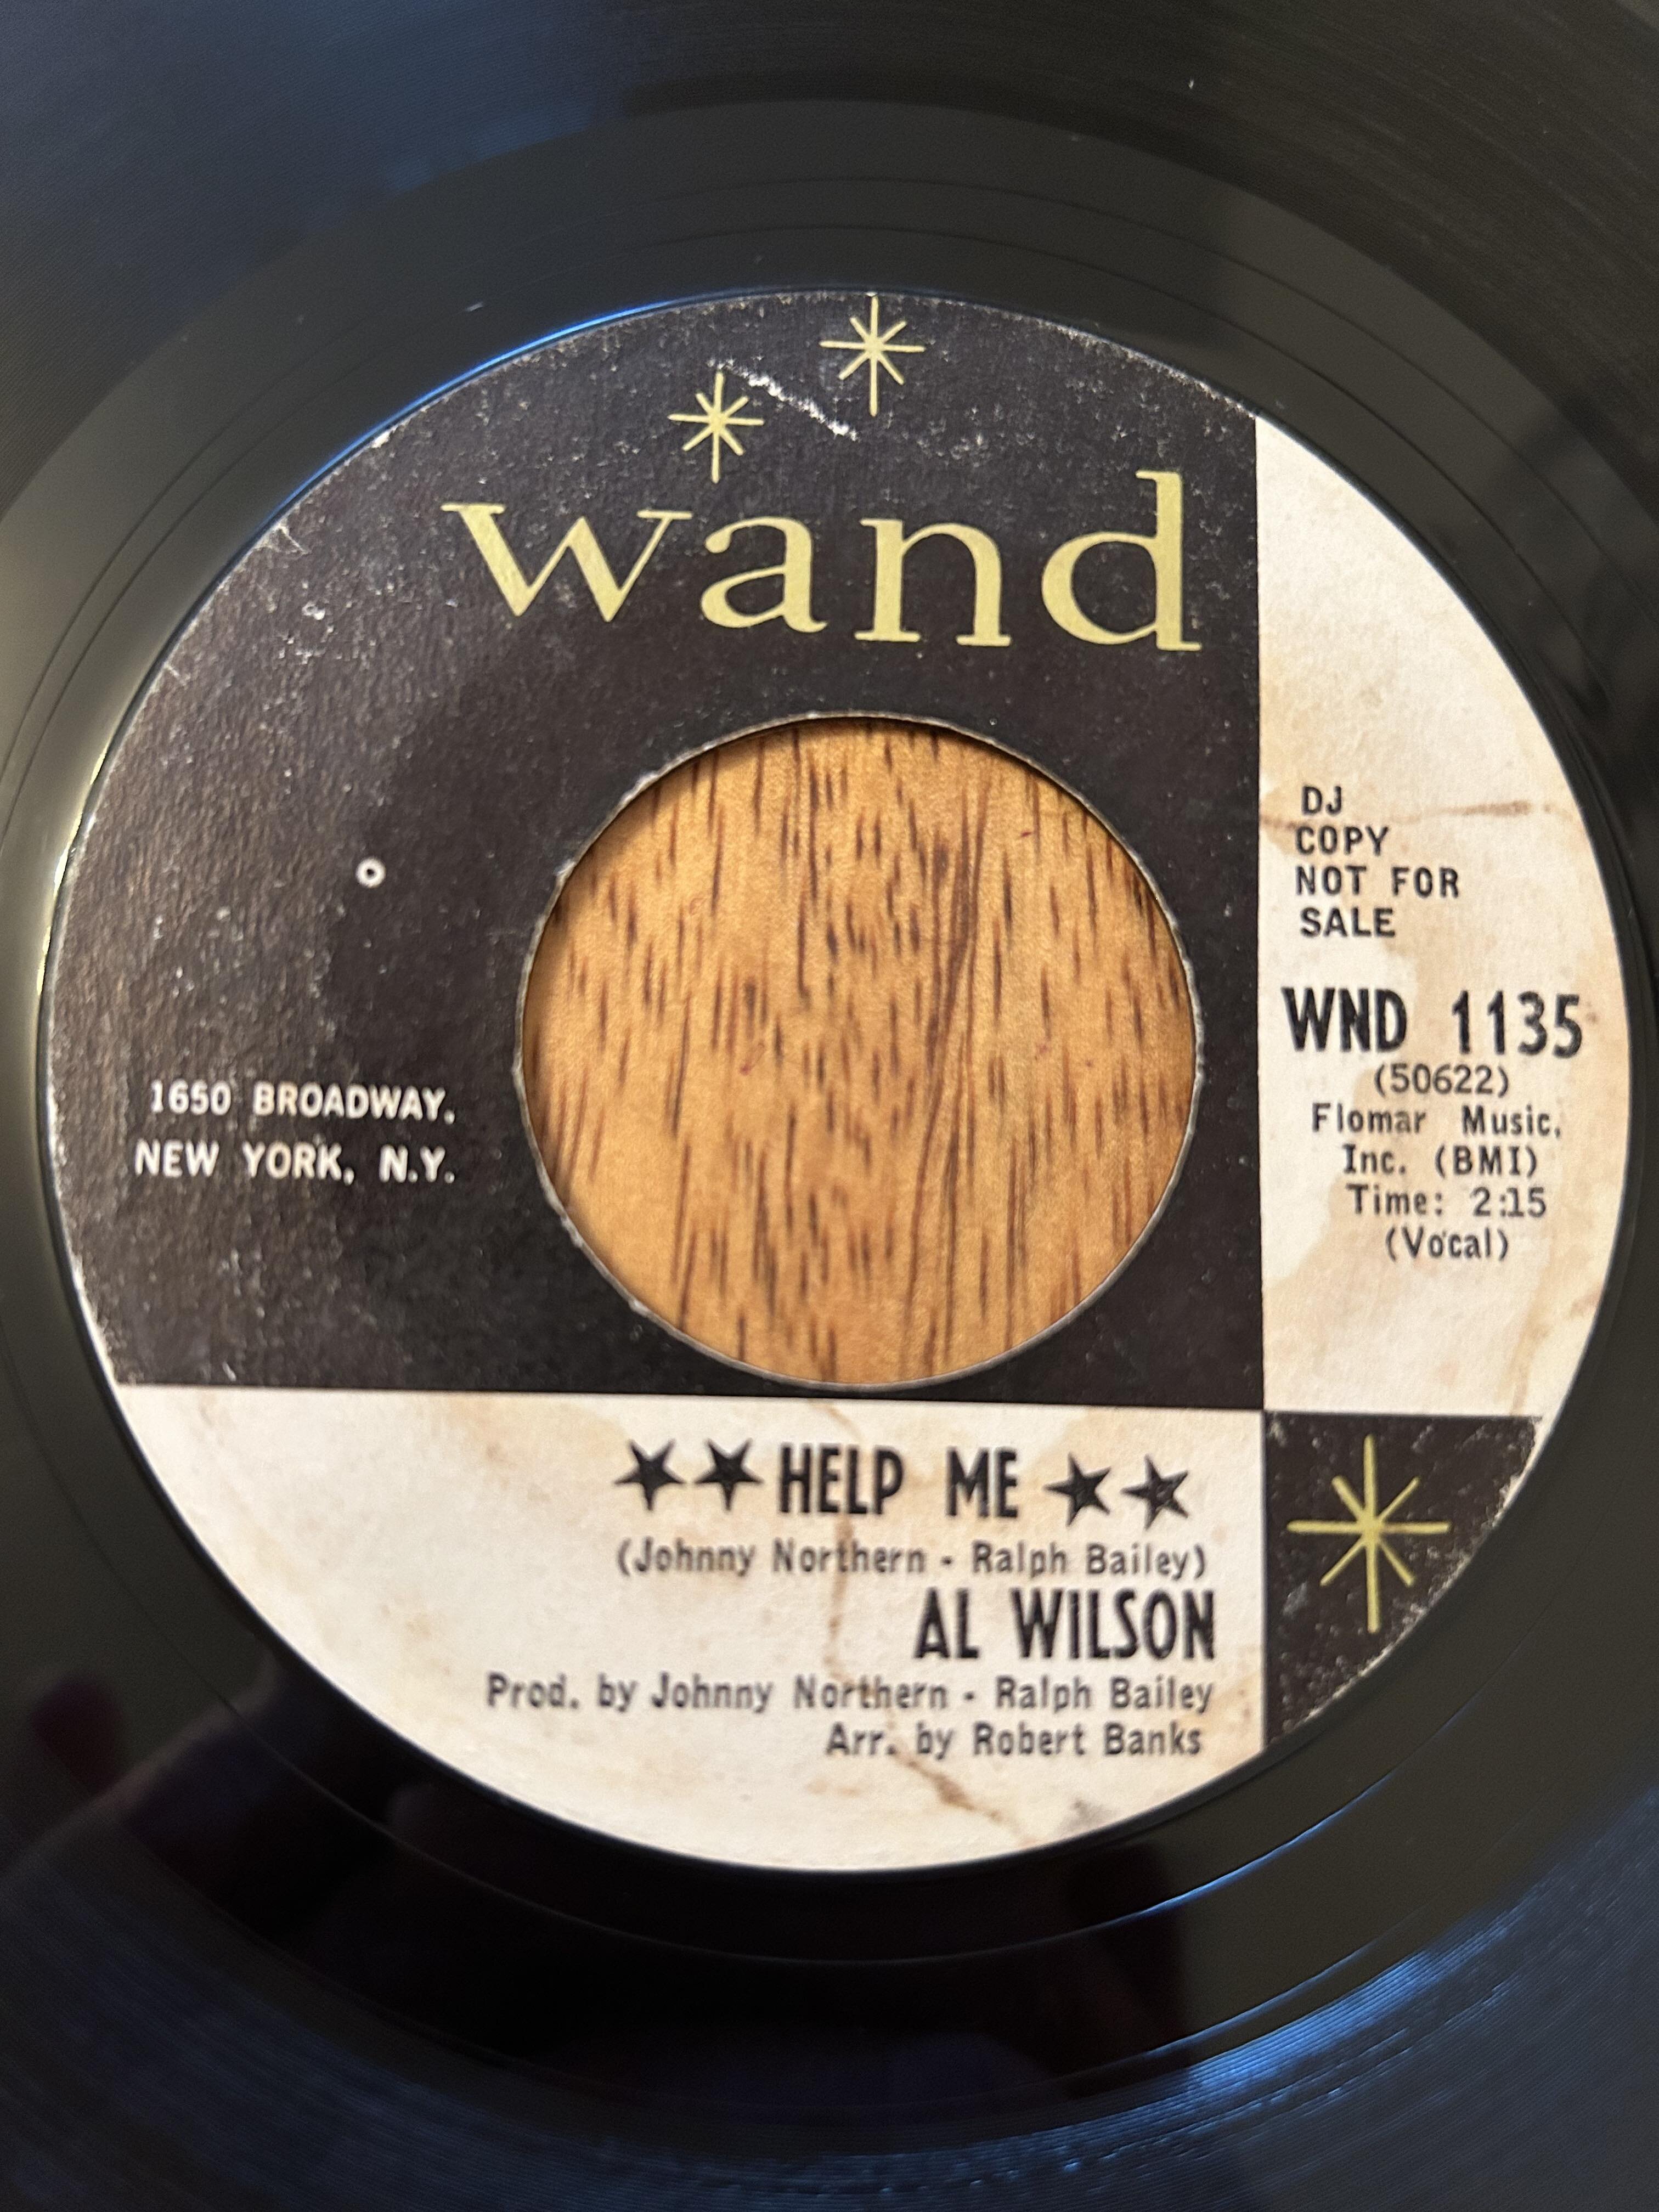 wand
DJ
COPY
NOT FOR
SALE
WND 1135
(50622)
Flomar Music,
Inc. (BMI)
Time: 2:15
(Vocal)
1650 BROADWAY,
NEW YORK, N.Y.
★★ HELP ME ★★
(Johnny Northern - Ralph Bailey)
AL WILSON
Prod. by Johnny Northern - Ralph Bailey
Arr. by Robert Banks